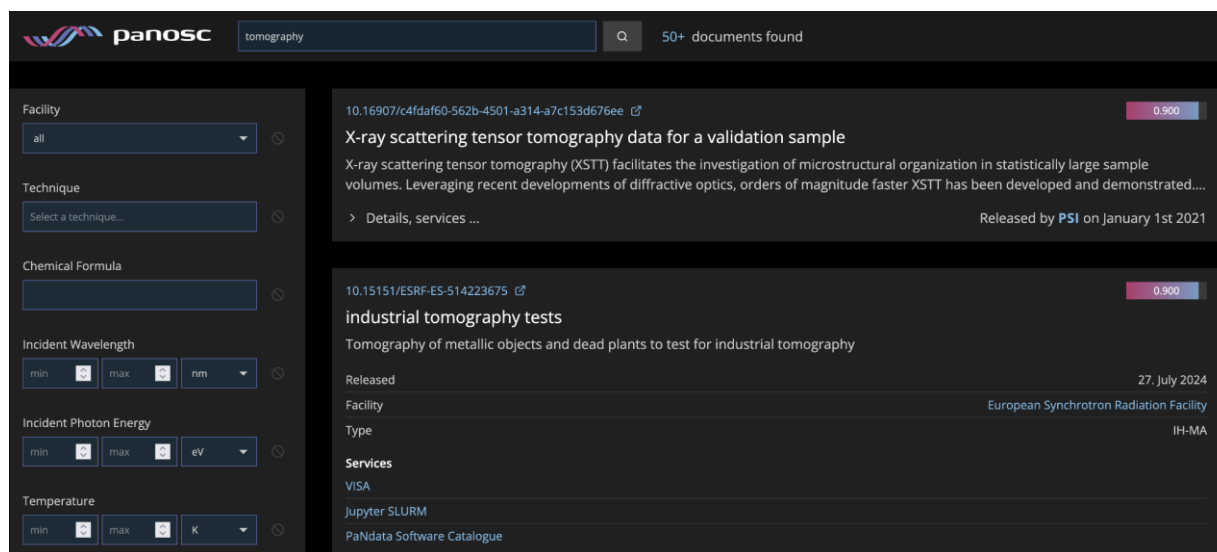 panosc
tomography
50+ documents found
Facility
all
Technique
Select a technique...
Chemical Formula
Incident Wavelength
min max nm
Incident Photon Energy
min max eV
Temperature
min max K
10.16907/c4fdaf60-562b-4501-a314-a7c153d676ee
0.900
X-ray scattering tensor tomography data for a validation sample
X-ray scattering tensor tomography (XSTT) facilitates the investigation of microstructural organization in statistically large sample
volumes. Leveraging recent developments of diffractive optics, orders of magnitude faster XSTT has been developed and demonstrated....
> Details, services ... Released by PSI on January 1st 2021
10.15151/ESRF-ES-514223675
0.900
industrial tomography tests
Tomography of metallic objects and dead plants to test for industrial tomography
Released 27. July 2024
Facility European Synchrotron Radiation Facility
Type IH-MA
Services
VISA
Jupyter SLURM
PaNdata Software Catalogue